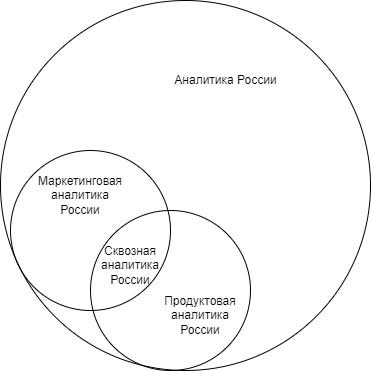 Аналитика России
Маркетинговая
аналитика
России
Сквозная
аналитика
России
Продуктовая
аналитика
России